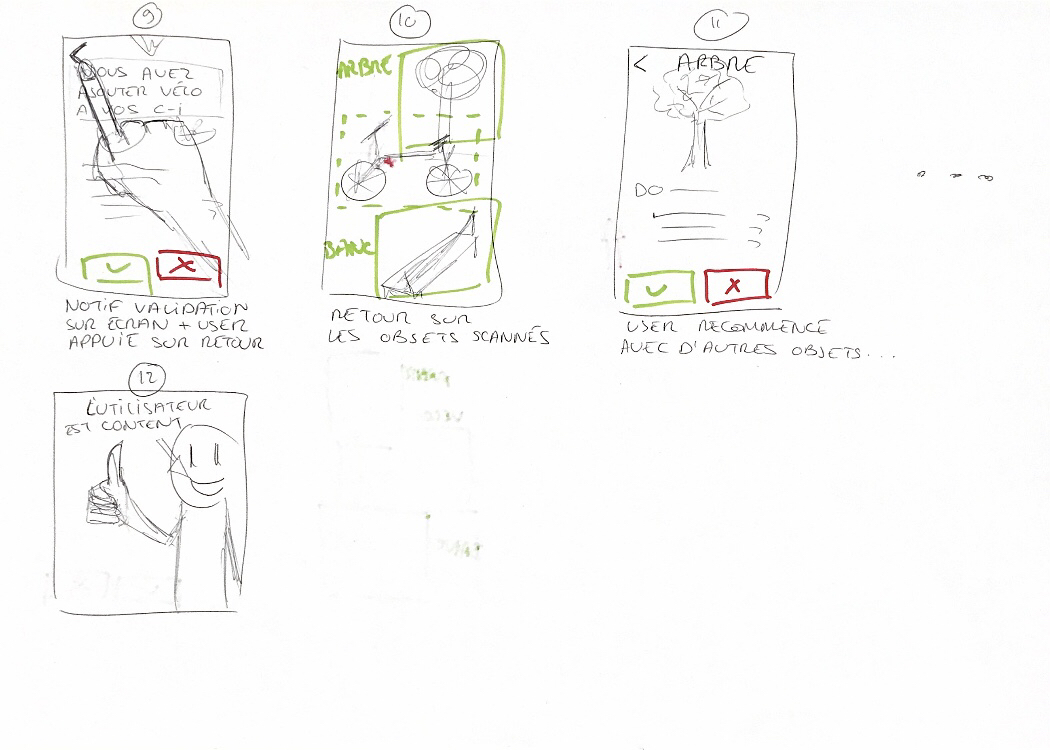 9
VOUS AVEZ
AJOUTER VÉLO
A VOS C-I
NOTIF VALIDATION
SUR ÉCRAN + USER
APPUIE SUR RETOUR
10
ARBRE
BANC
RETOUR SUR
LES OBJETS SCANNÉS
11
< ARBRE
DO
USER RECOMMENCE
AVEC D'AUTRES OBJETS...
...
12
L'UTILISATEUR
EST CONTENT